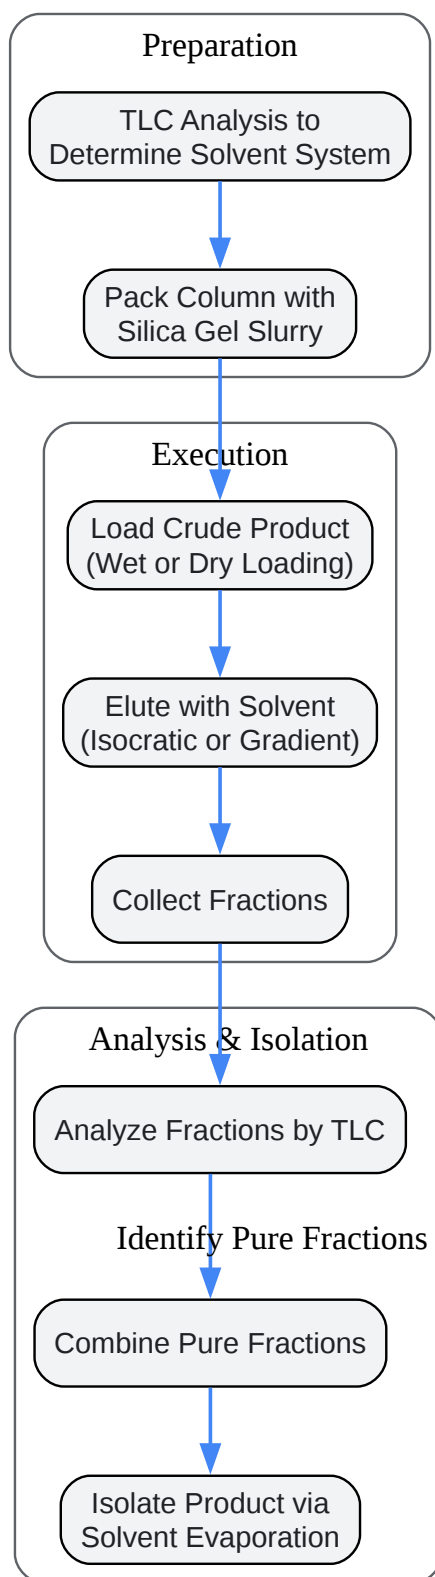 Preparation
TLC Analysis to
Determine Solvent System
Pack Column with
Silica Gel Slurry
Execution
Load Crude Product
(Wet or Dry Loading)
Elute with Solvent
(Isocratic or Gradient)
Collect Fractions
Analysis & Isolation
Analyze Fractions by TLC
Identify Pure Fractions
Combine Pure Fractions
Isolate Product via
Solvent Evaporation